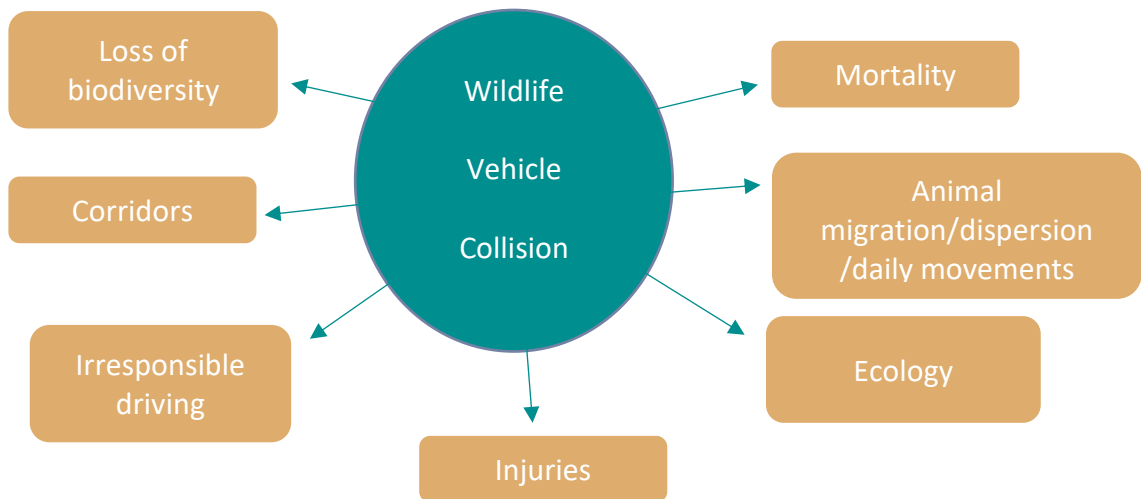 Loss of
biodiversity
Wildlife
Vehicle
Collision
Mortality
Corridors
Animal
migration/dispersion
/daily movements
Irresponsible
driving
Ecology
Injuries